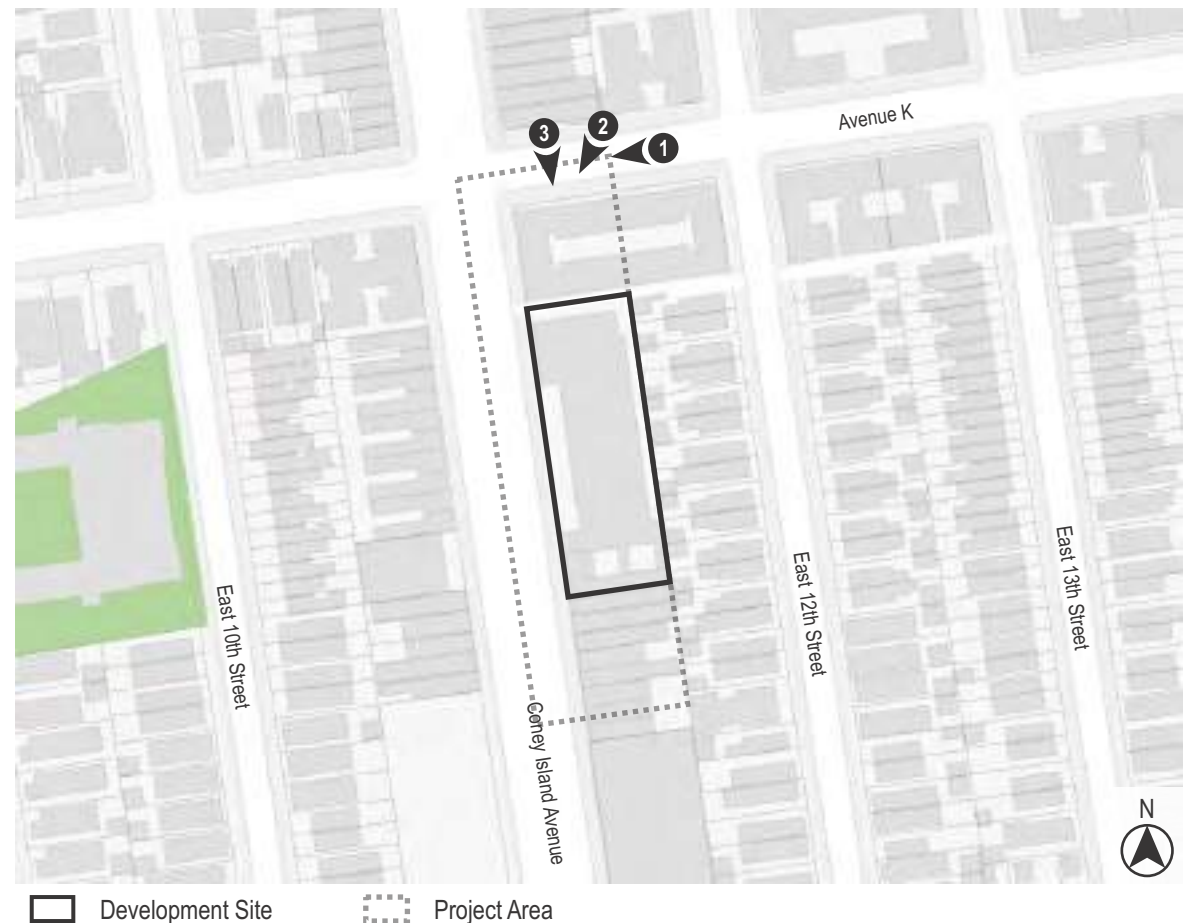 Avenue K
3
2
1
East 10th Street
Coney Island Avenue
East 12th Street
East 13th Street
N
Development Site
Project Area